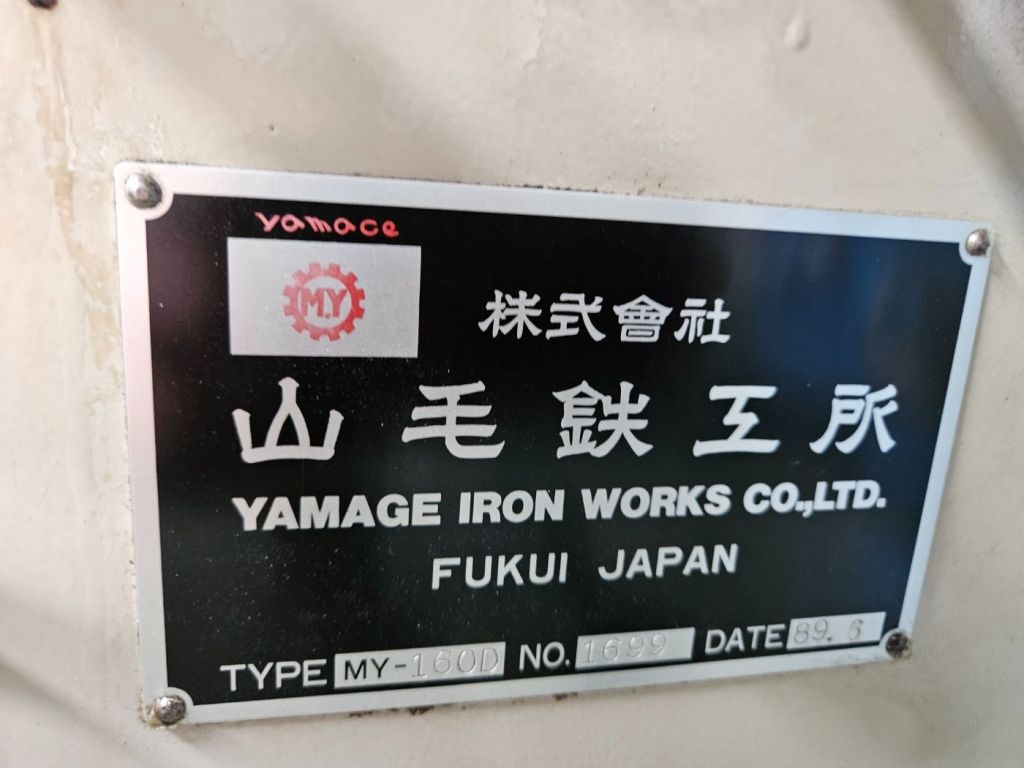 yamace
M.Y
株式會社
山毛鉄工所
YAMAGE IRON WORKS CO.,LTD.
FUKUI JAPAN
TYPE MY-160D NO. 1699 DATE 89. 6